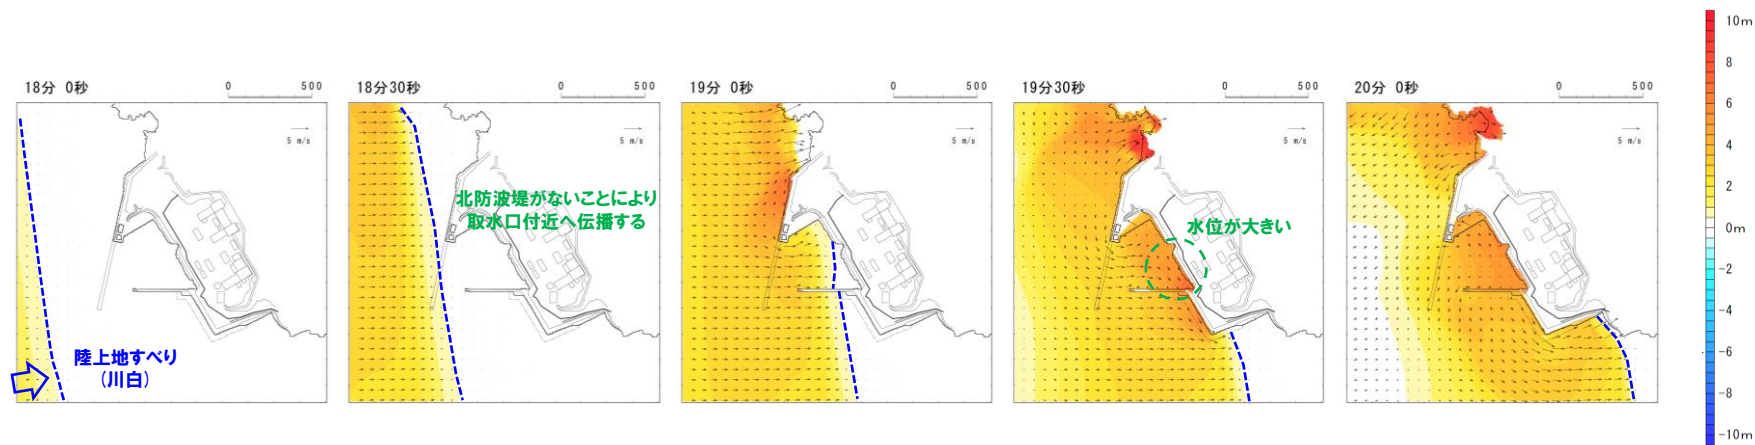 18分 0秒
0 500
5 m/s
陸上地すべり
(川白)
18分30秒
0 500
5 m/s
北防波堤がないことにより
取水口付近へ伝播する
19分 0秒
0 500
5 m/s
19分30秒
0 500
5 m/s
水位が大きい
20分 0秒
0 500
5 m/s
10m
8
6
4
2
0m
-2
-4
-6
-8
-10m